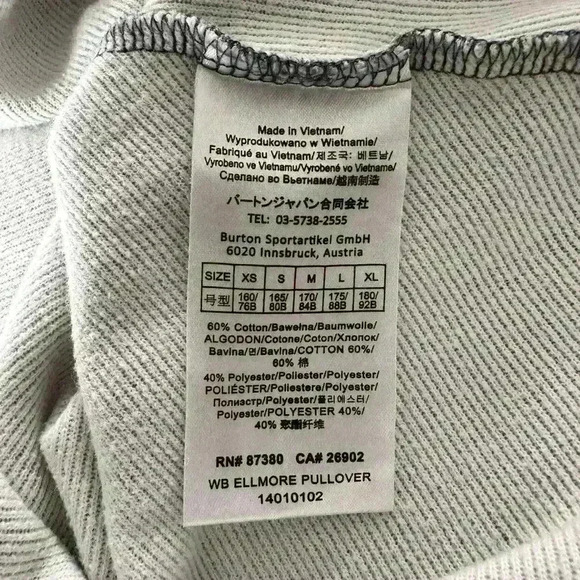 Made in Vietnam/
Wyprodukowano w Wietnamie/
Fabriqué au Vietnam/제조국: 베트남/
Vyrobeno ve Vietnamu/Vyrobené vo Vietname/
Сделано во Вьетнаме/越南制造
バートンジャパン合同会社
TEL: 03-5738-2555
Burton Sportartikel GmbH
6020 Innsbruck, Austria
SIZE XS S M L XL
号型 160/76B 165/80B 170/84B 175/88B 180/92B
60% Cotton/Bawełna/Baumwolle/
ALGODON/Cotone/Coton/Хлопок/
Bavlna/면/Bavlna/COTTON 60%/
60% 棉
40% Polyester/Poliester/Polyester/
POLIÉSTER/Poliestere/Polyester/
Полиэстр/Polyester/폴리에스터/
Polyester/POLYESTER 40%/
40% 聚酯纤维
RN# 87380 CA# 26902
WB ELLMORE PULLOVER
14010102